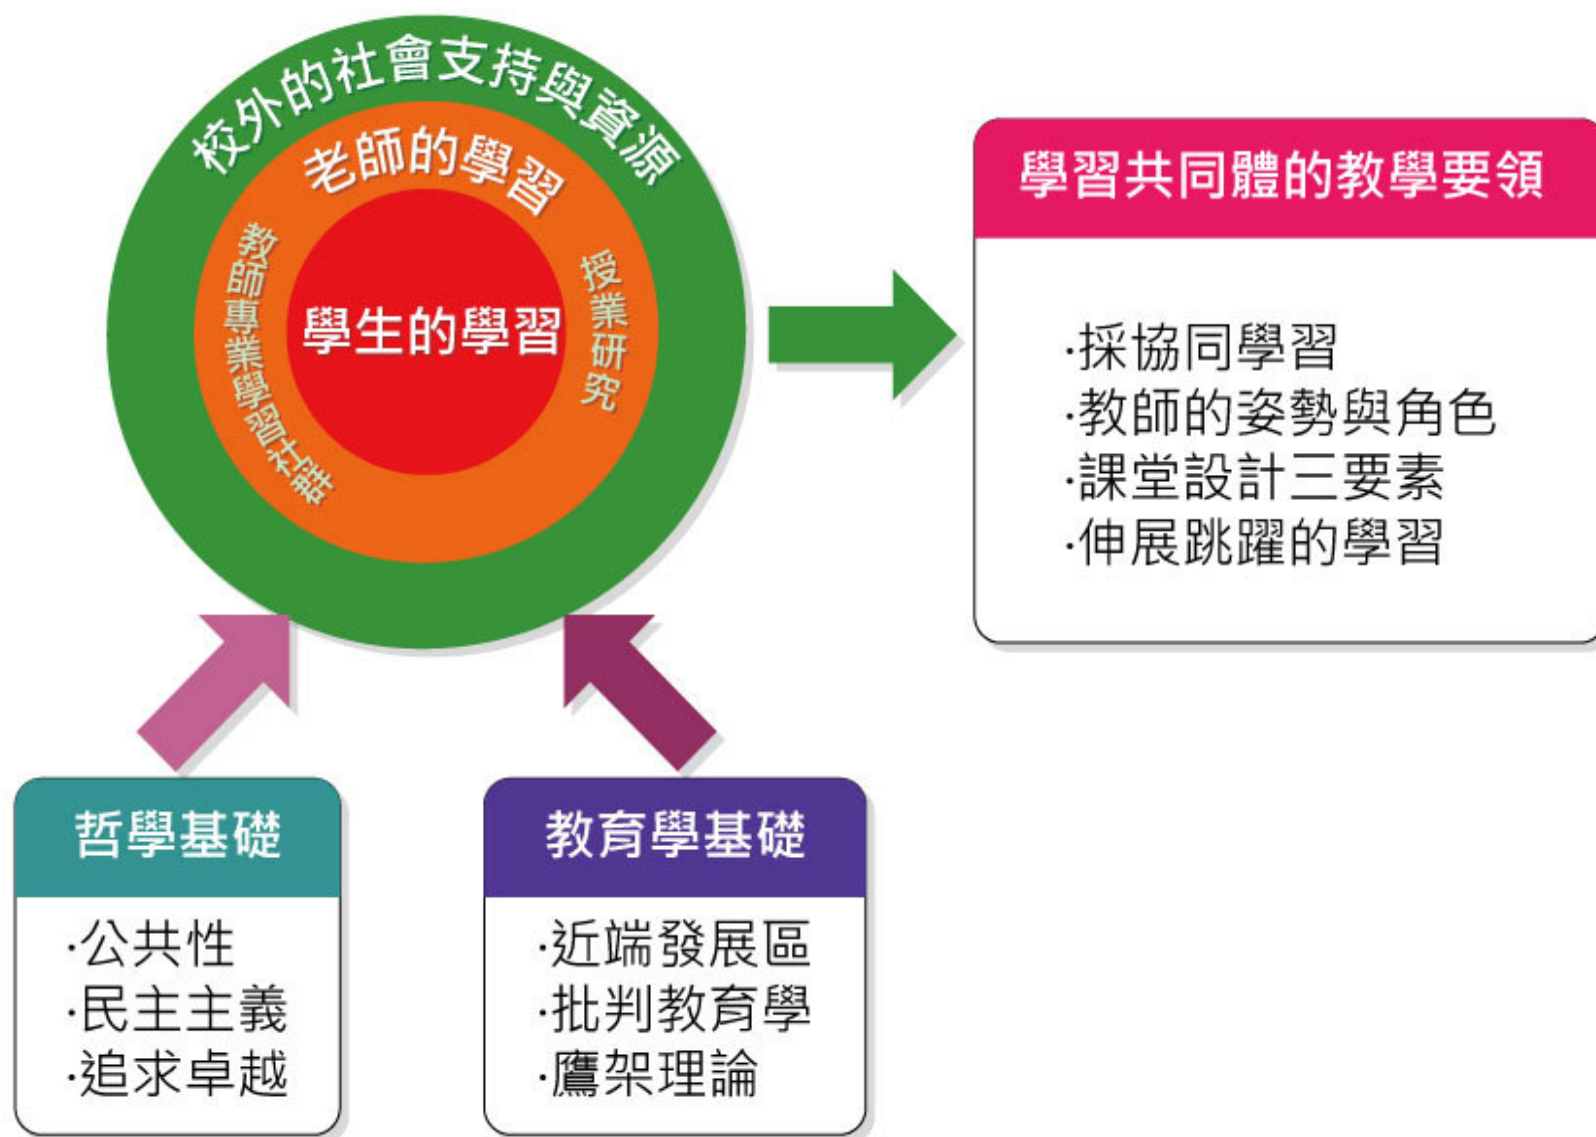 校外的社會支持與資源
老師的學習
教師專業學習社群
授業研究
學生的學習
學習共同體的教學要領
·採協同學習
·教師的姿勢與角色
·課堂設計三要素
·伸展跳躍的學習
哲學基礎
·公共性
·民主主義
·追求卓越
教育學基礎
·近端發展區
·批判教育學
·鷹架理論